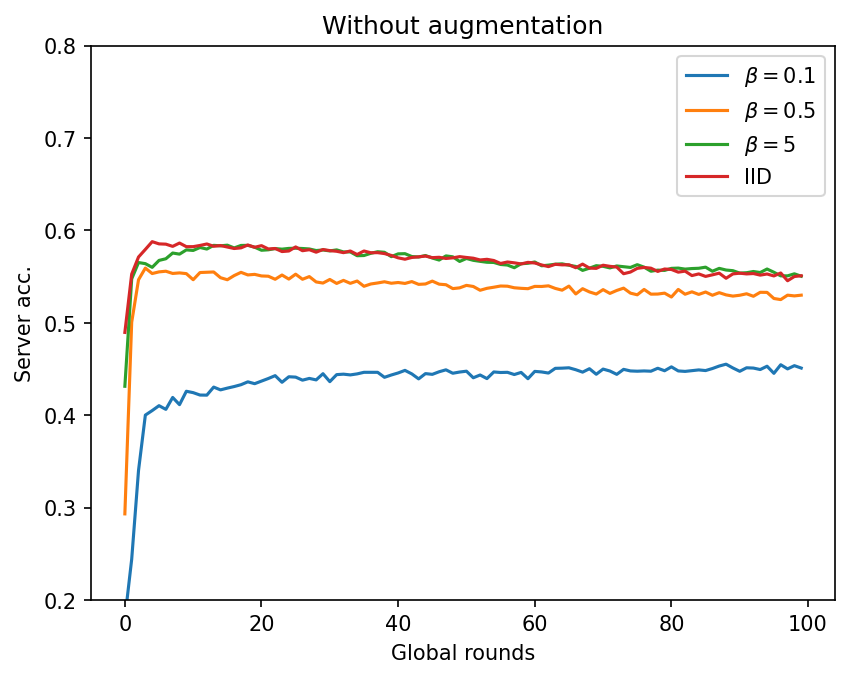 Without augmentation
0.8
0.7
0.6
0.5
0.4
0.3
0.2
Server acc.
β = 0.1
β = 0.5
β = 5
IID
0 20 40 60 80 100
Global rounds